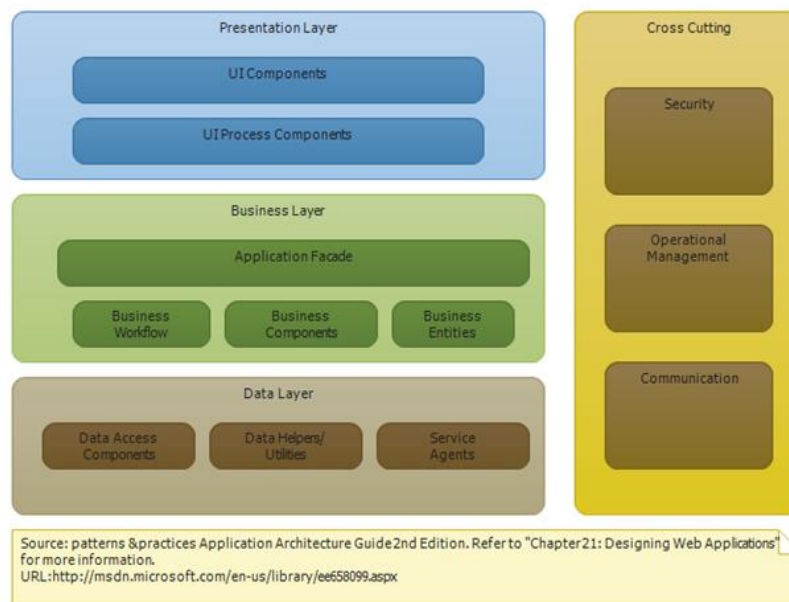 Presentation Layer
UI Components
UI Process Components
Business Layer
Application Facade
Business
Workflow
Business
Components
Business
Entities
Data Layer
Data Access
Components
Data Helpers/
Utilities
Service
Agents
Cross Cutting
Security
Operational
Management
Communication
Source: patterns & practices Application Architecture Guide 2nd Edition. Refer to "Chapter 21: Designing Web Applications"
for more information.
URL:http://msdn.microsoft.com/en-us/library/ee658099.aspx